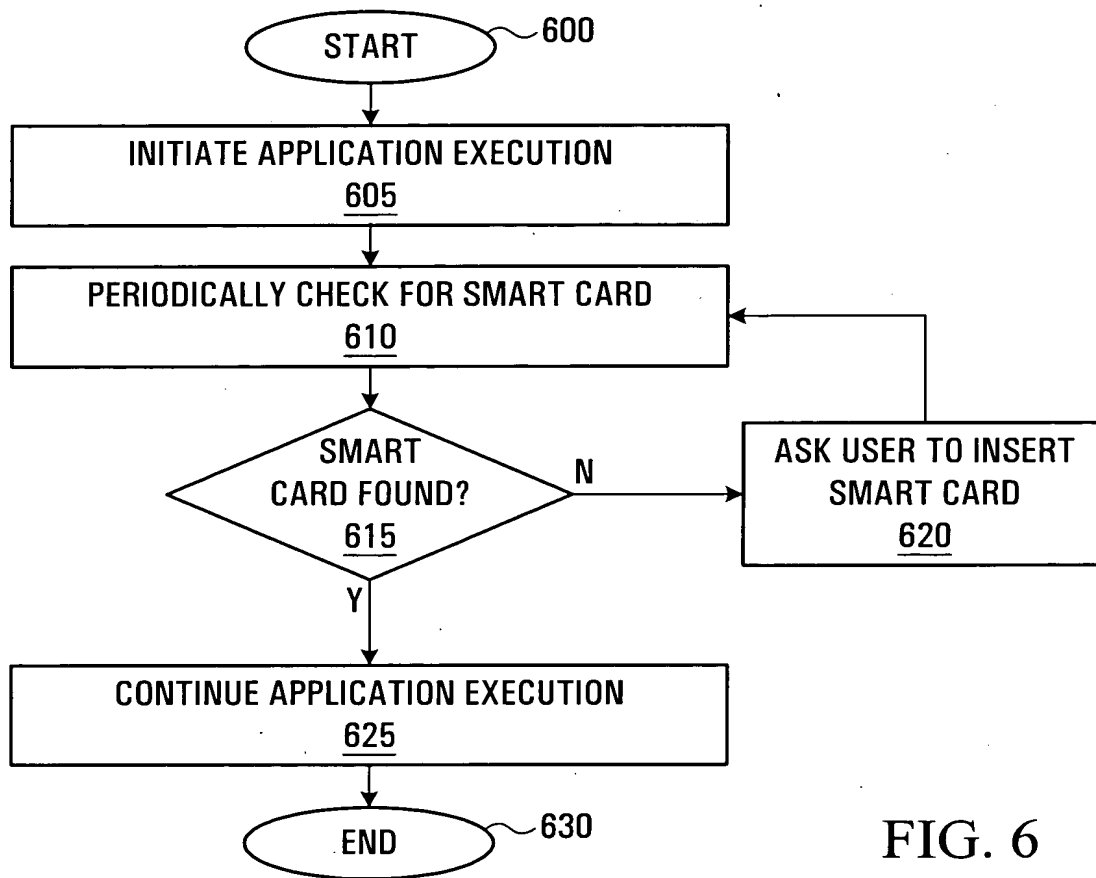 START
600
INITIATE APPLICATION EXECUTION
605
PERIODICALLY CHECK FOR SMART CARD
610
SMART
CARD FOUND?
615
N
ASK USER TO INSERT
SMART CARD
620
Y
CONTINUE APPLICATION EXECUTION
625
END
630
FIG. 6